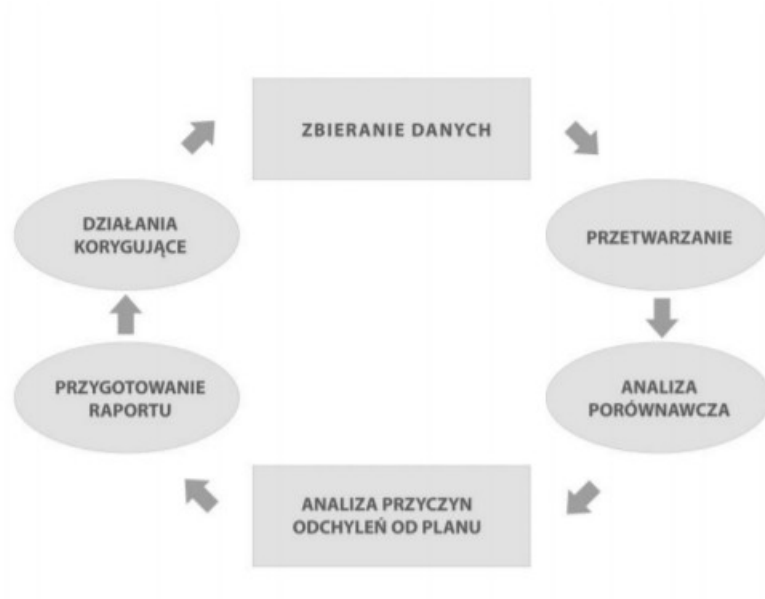 ZBIERANIE DANYCH
PRZETWARZANIE
ANALIZA
PORÓWNAWCZA
ANALIZA PRZYCZYN
ODCHYLEŃ OD PLANU
PRZYGOTOWANIE
RAPORTU
DZIAŁANIA
KORYGUJĄCE